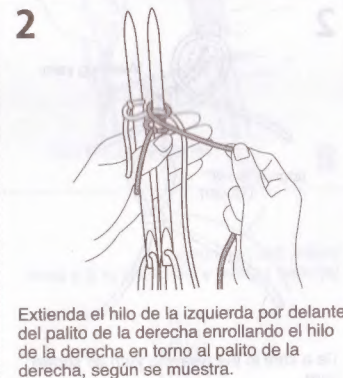 2
Extienda el hilo de la izquierda por delante
del palito de la derecha enrollando el hilo
de la derecha en torno al palito de la
derecha, según se muestra.